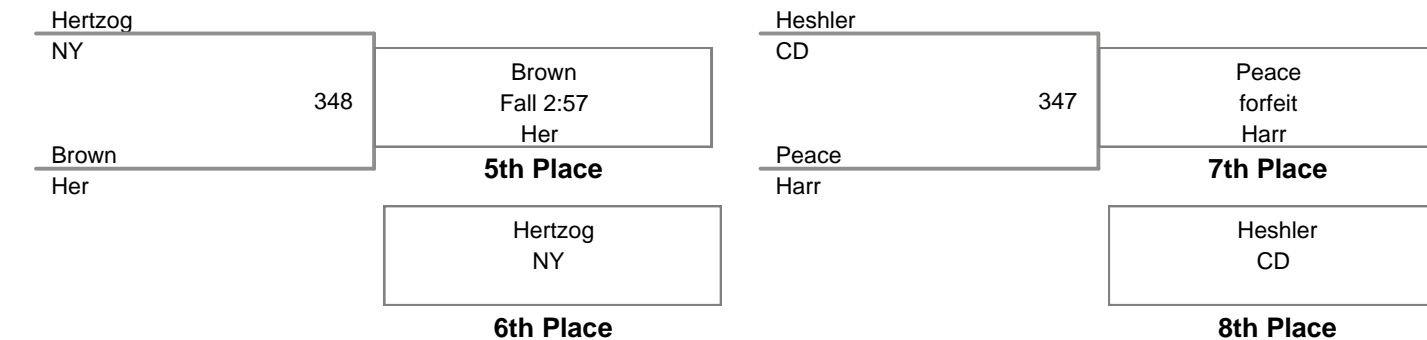 Hertzog
NY
348
Brown
Her
Brown
Fall 2:57
Her
5th Place
Hertzog
NY
6th Place
Heshler
CD
347
Peace
Harr
Peace
forfeit
Harr
7th Place
Heshler
CD
8th Place